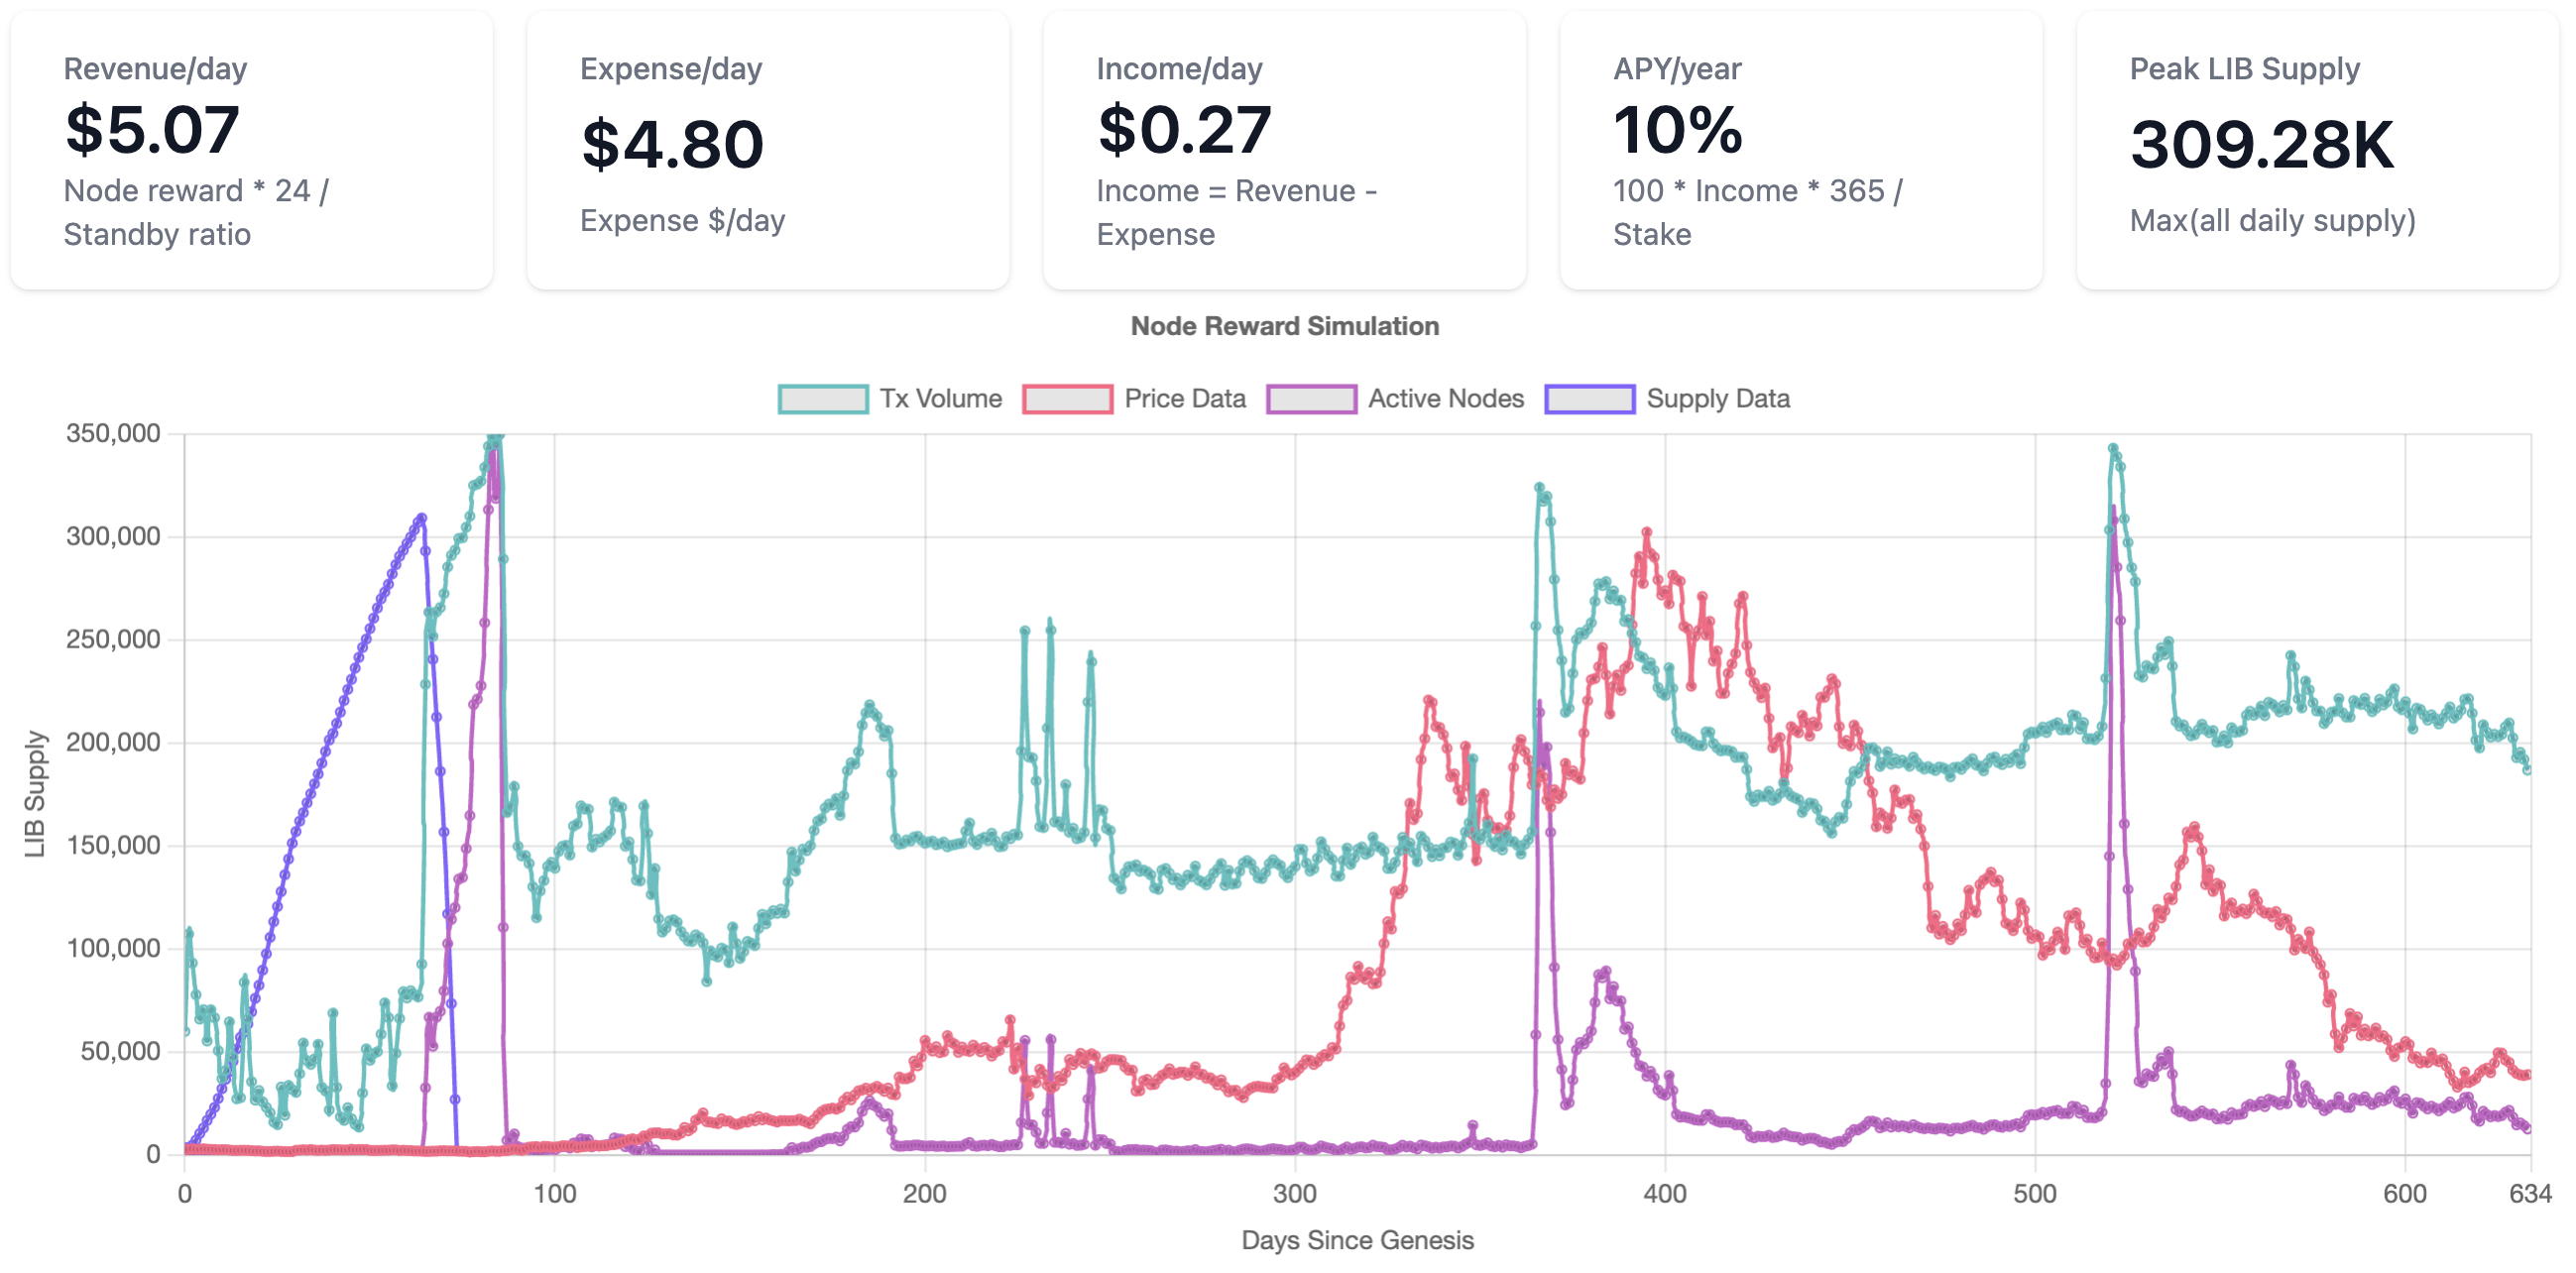 Revenue/day
$5.07
Node reward * 24 /
Standby ratio
Expense/day
$4.80
Expense $/day
Income/day
$0.27
Income = Revenue -
Expense
APY/year
10%
100 * Income * 365 /
Stake
Peak LIB Supply
309.28K
Max(all daily supply)
Node Reward Simulation
Tx Volume
Price Data
Active Nodes
Supply Data
LIB Supply
350,000
300,000
250,000
200,000
150,000
100,000
50,000
0
0
100
200
300
400
500
600
634
Days Since Genesis